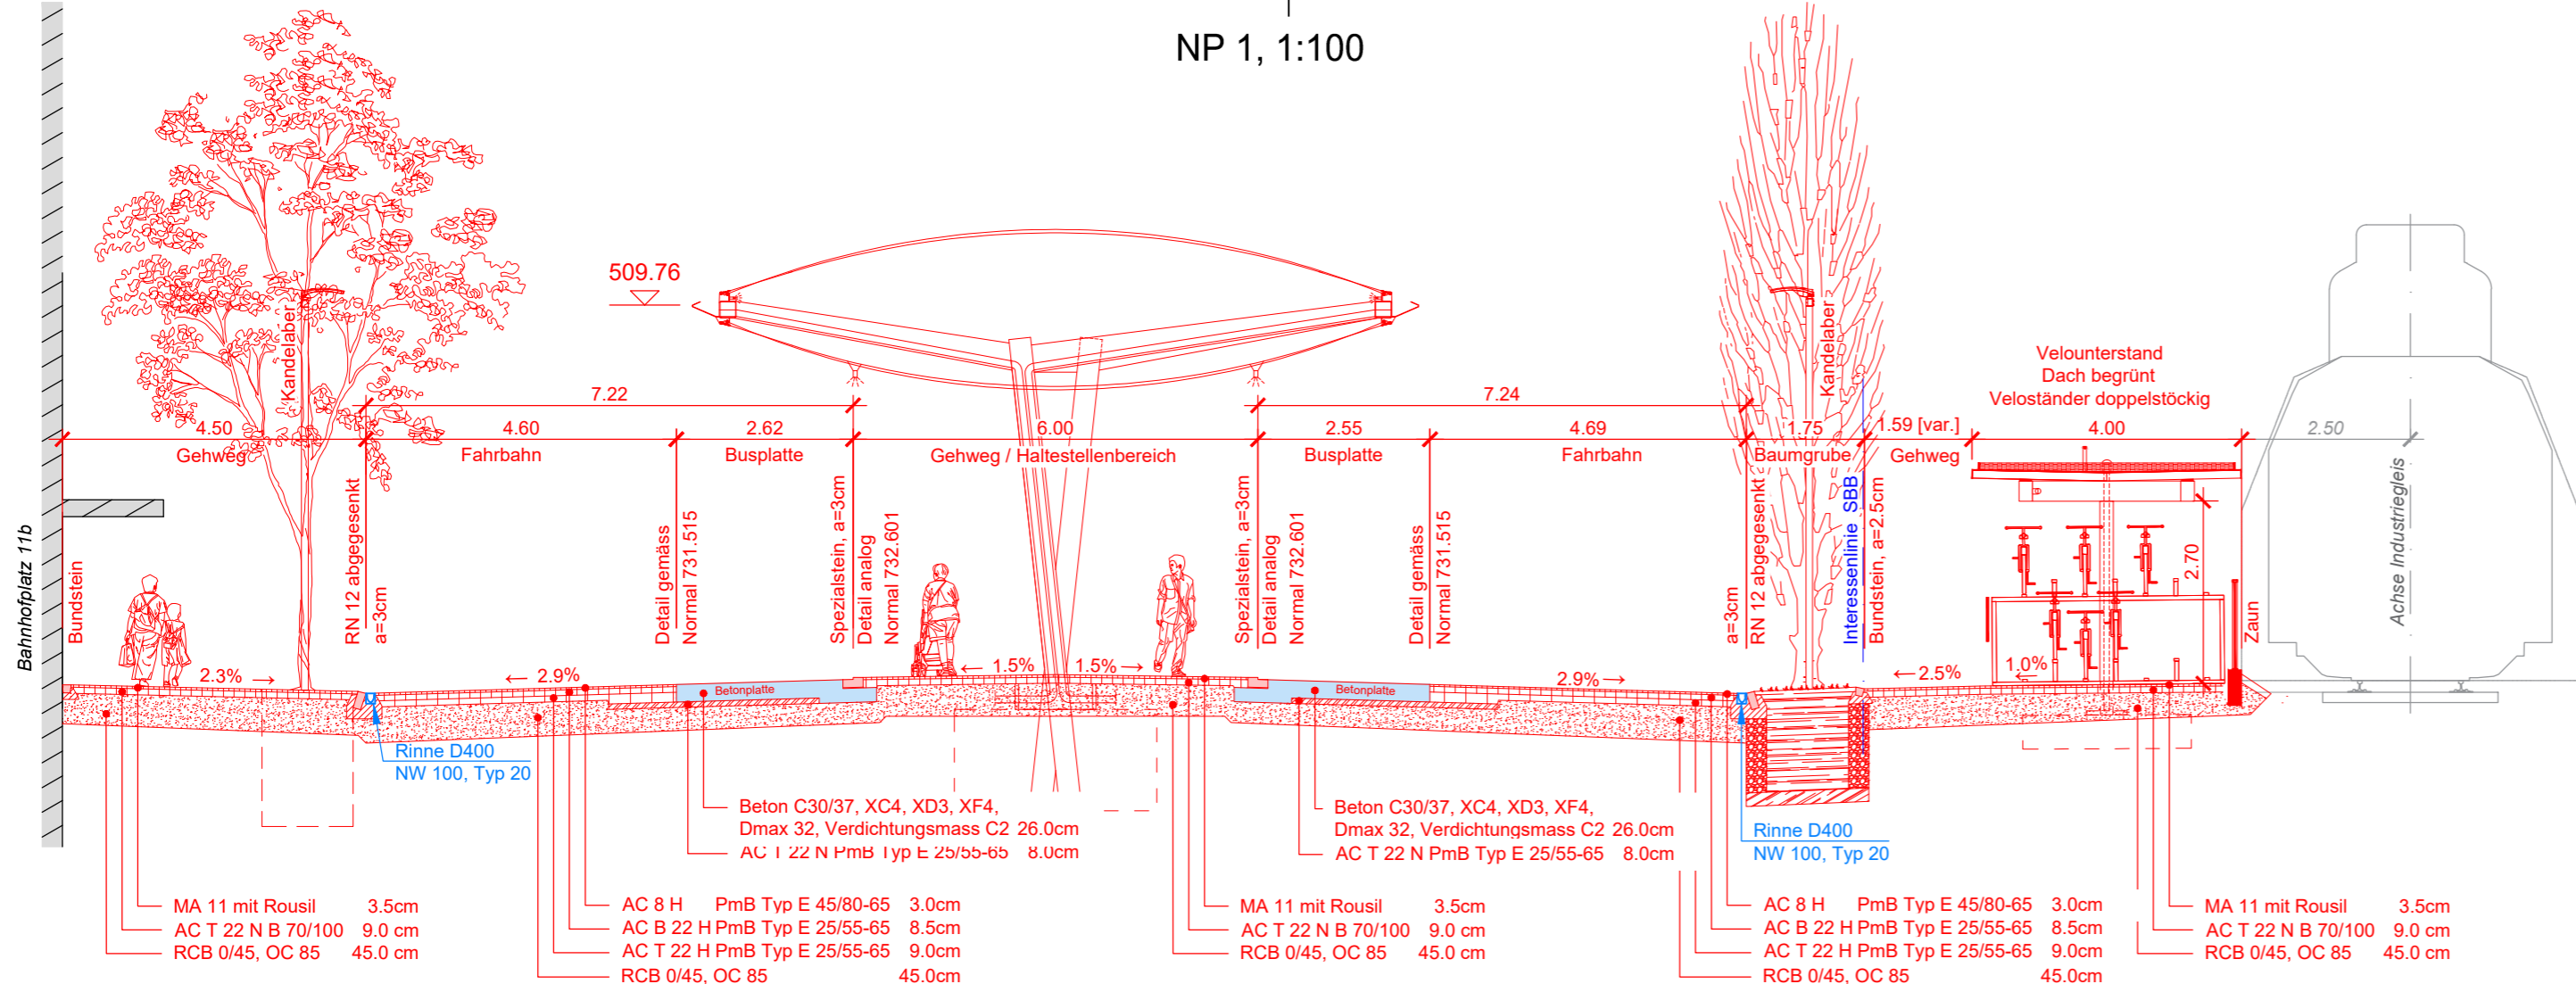 NP 1, 1:100
509.76
Velounterstand
Dach begrünt
Veloständer doppelstöckig
7.22
7.24
4.50
4.60
2.62
6.00
2.55
4.69
1.75
1.59 [var.]
4.00
2.50
Gehweg
Fahrbahn
Busplatte
Gehweg / Haltestellenbereich
Busplatte
Fahrbahn
Baumgrube
Gehweg
Kandelaber
Kandelaber
Bahnhofplatz 11b
Bundstein
RN 12 abgegesenkt
a=3cm
Detail gemäss
Normal 731.515
Spezialstein, a=3cm
Detail analog
Normal 732.601
Spezialstein, a=3cm
Detail analog
Normal 732.601
Detail gemäss
Normal 731.515
a=3cm
RN 12 abgegesenkt
Interessenlinie SBB
Bundstein, a=2.5cm
2.70
Zaun
Achse Industriegleis
2.3% →
← 2.9%
← 1.5%
1.5% →
2.9% →
← 2.5%
1.0%
←
Betonplatte
Betonplatte
Rinne D400
NW 100, Typ 20
Beton C30/37, XC4, XD3, XF4,
Dmax 32, Verdichtungsmass C2 26.0cm
AC T 22 N PmB Typ E 25/55-65 8.0cm
Beton C30/37, XC4, XD3, XF4,
Dmax 32, Verdichtungsmass C2 26.0cm
AC T 22 N PmB Typ E 25/55-65 8.0cm
Rinne D400
NW 100, Typ 20
MA 11 mit Rousil 3.5cm
AC T 22 N B 70/100 9.0 cm
RCB 0/45, OC 85 45.0 cm
AC 8 H PmB Typ E 45/80-65 3.0cm
AC B 22 H PmB Typ E 25/55-65 8.5cm
AC T 22 H PmB Typ E 25/55-65 9.0cm
RCB 0/45, OC 85 45.0cm
MA 11 mit Rousil 3.5cm
AC T 22 N B 70/100 9.0 cm
RCB 0/45, OC 85 45.0 cm
AC 8 H PmB Typ E 45/80-65 3.0cm
AC B 22 H PmB Typ E 25/55-65 8.5cm
AC T 22 H PmB Typ E 25/55-65 9.0cm
RCB 0/45, OC 85 45.0cm
MA 11 mit Rousil 3.5cm
AC T 22 N B 70/100 9.0 cm
RCB 0/45, OC 85 45.0 cm